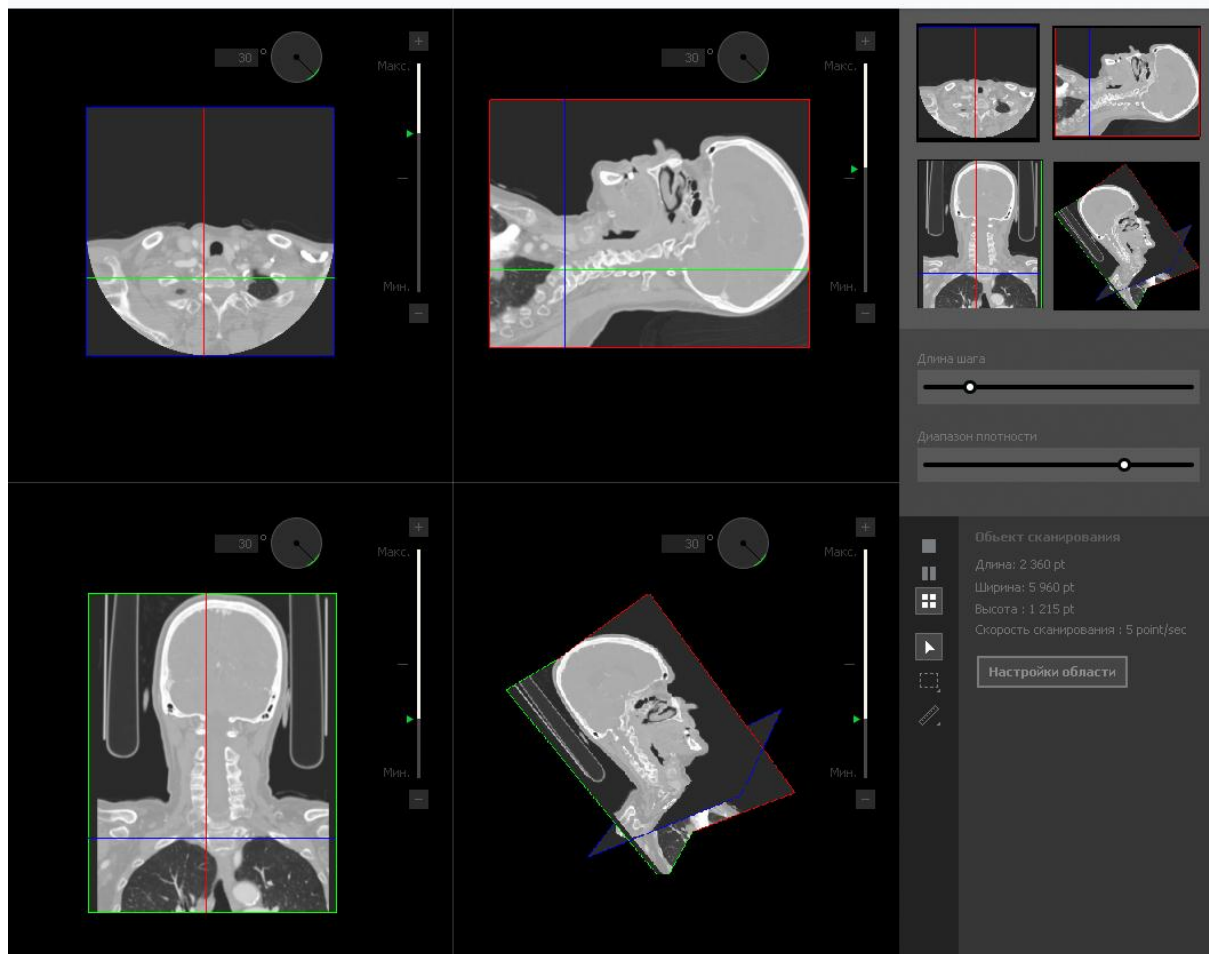 30 °
Макс.
Мин.
30 °
Макс.
Мин.
Длина шага
Диапазон плотности
30 °
Макс.
Мин.
30 °
Макс.
Мин.
Обьект сканирования
Длина: 2 360 pt
Ширина: 5 960 pt
Высота : 1 215 pt
Скорость сканирования : 5 point/sec
Настройки области